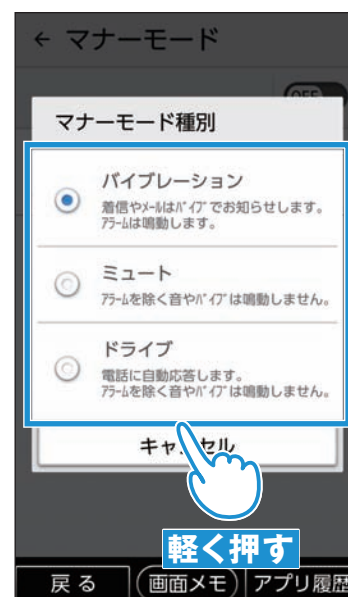 ← マナーモード
OFF
マナーモード種別
バイブレーション
着信やﾒｰﾙはﾊﾞｲﾌﾞでお知らせします。
ｱﾗｰﾑは鳴動します。
ミュート
ｱﾗｰﾑを除く音やﾊﾞｲﾌﾞは鳴動しません。
ドライブ
電話に自動応答します。
ｱﾗｰﾑを除く音やﾊﾞｲﾌﾞは鳴動しません。
キャンセル
軽く押す
戻る 画面メモ アプリ履歴